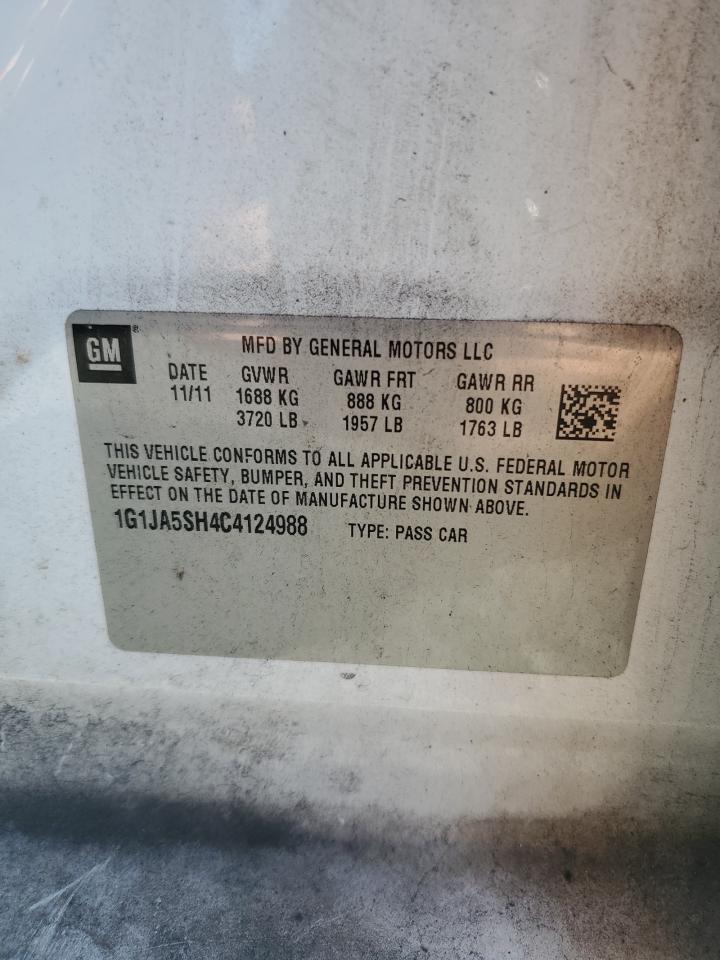 GM®
MFD BY GENERAL MOTORS LLC
DATE GVWR GAWR FRT GAWR RR
11/11 1688 KG 888 KG 800 KG
3720 LB 1957 LB 1763 LB
THIS VEHICLE CONFORMS TO ALL APPLICABLE U.S. FEDERAL MOTOR
VEHICLE SAFETY, BUMPER, AND THEFT PREVENTION STANDARDS IN
EFFECT ON THE DATE OF MANUFACTURE SHOWN ABOVE.
1G1JA5SH4C4124988 TYPE: PASS CAR